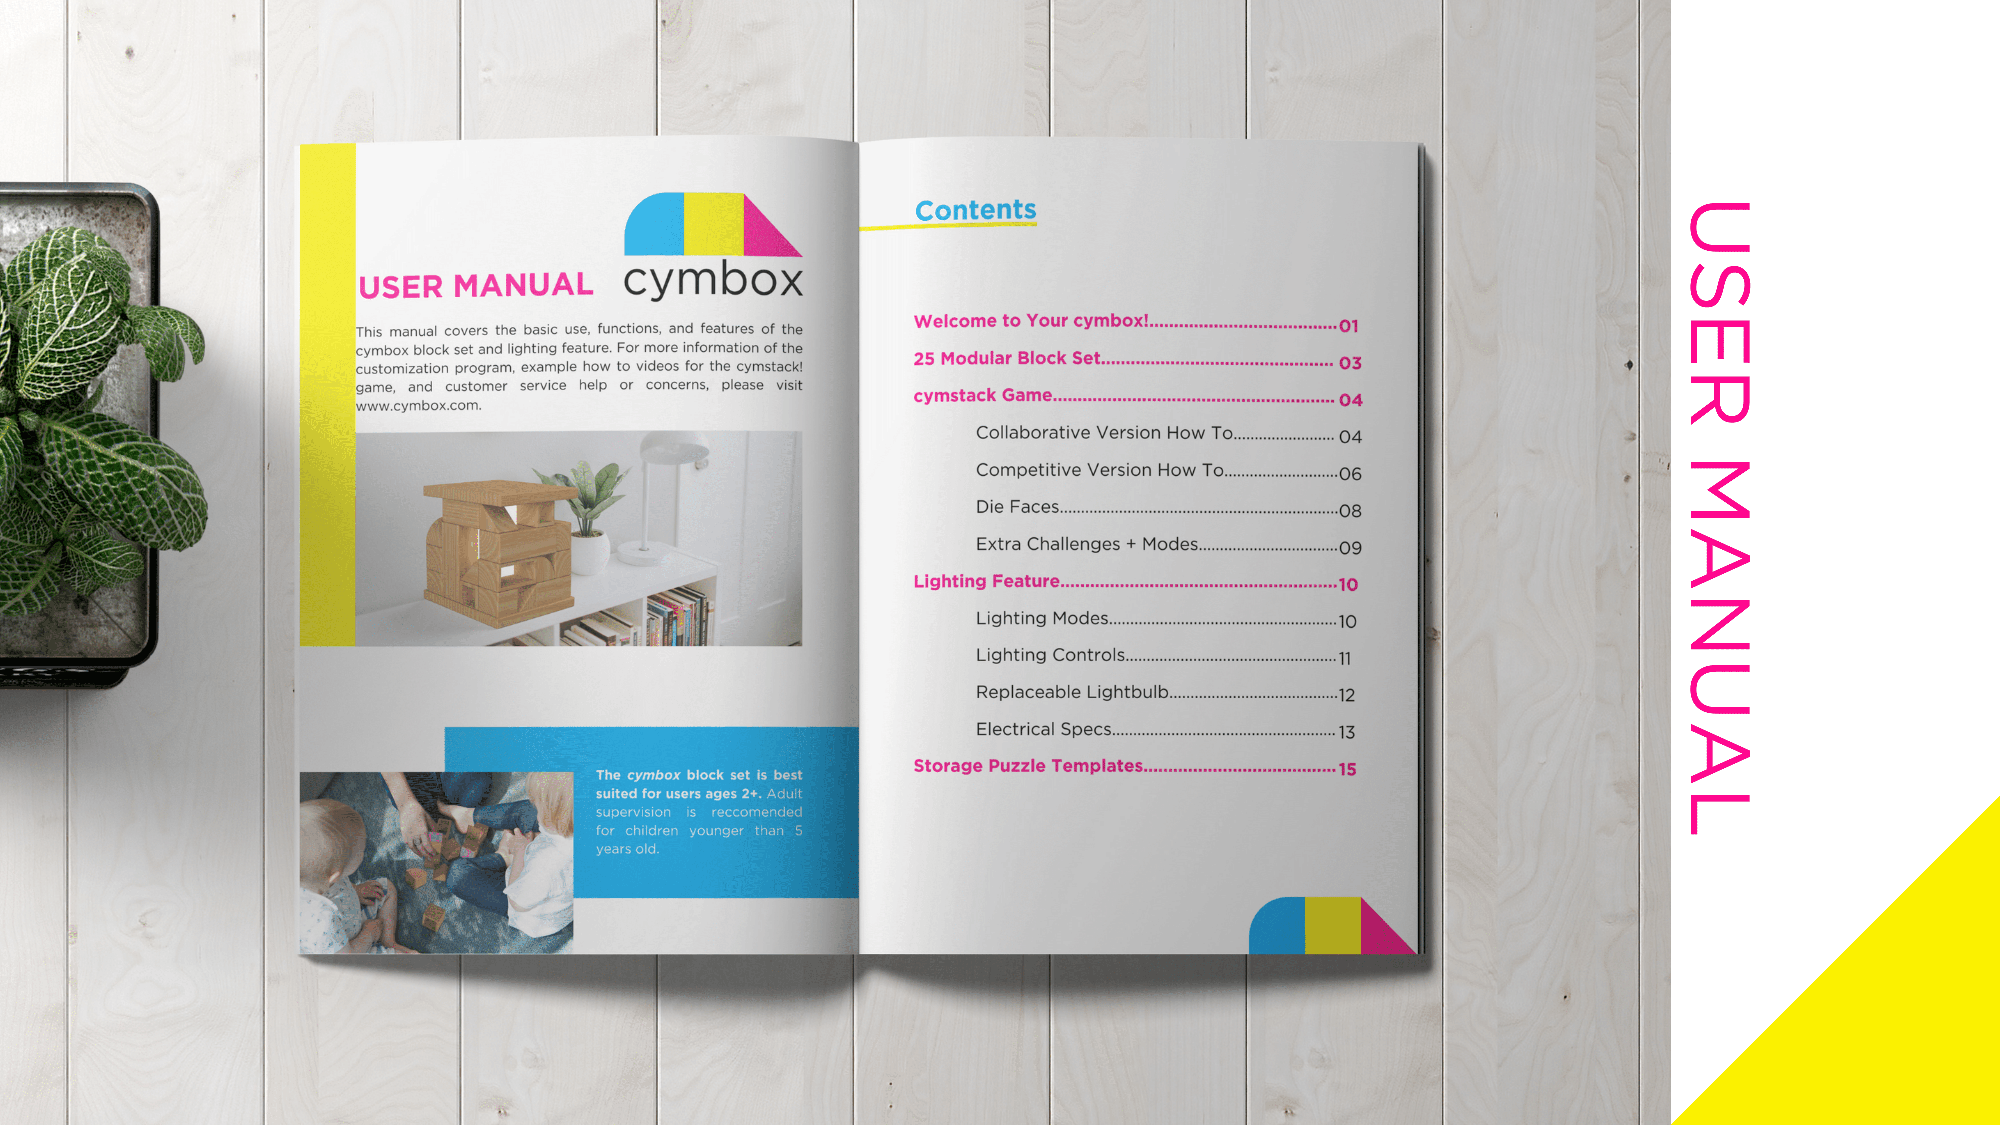 USER MANUAL
cymbox
This manual covers the basic use, functions, and features of the
cymbox block set and lighting feature. For more information of the
customization program, example how to videos for the cymstack!
game, and customer service help or concerns, please visit
www.cymbox.com.
The cymbox block set is best
suited for users ages 2+. Adult
supervision is reccomended
for children younger than 5
years old.
Contents
Welcome to Your cymbox!......................................01
25 Modular Block Set............................................... 03
cymstack Game......................................................... 04
Collaborative Version How To........................ 04
Competitive Version How To...........................06
Die Faces..................................................................08
Extra Challenges + Modes.................................09
Lighting Feature........................................................10
Lighting Modes......................................................10
Lighting Controls.................................................. 11
Replaceable Lightbulb........................................12
Electrical Specs..................................................... 13
Storage Puzzle Templates....................................... 15
USER MANUAL